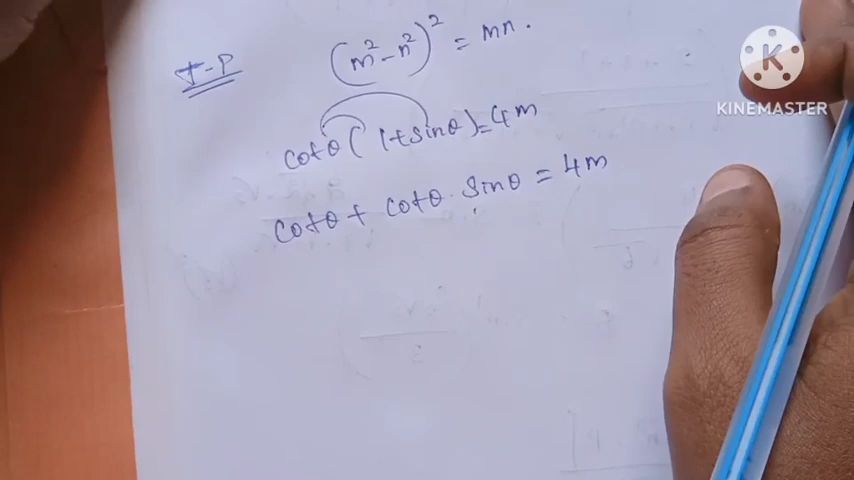 T-P (m² - n²)² = mn.
cotθ (1+sinθ) = 4m
cotθ + cotθ . sinθ = 4m
KINEMASTER